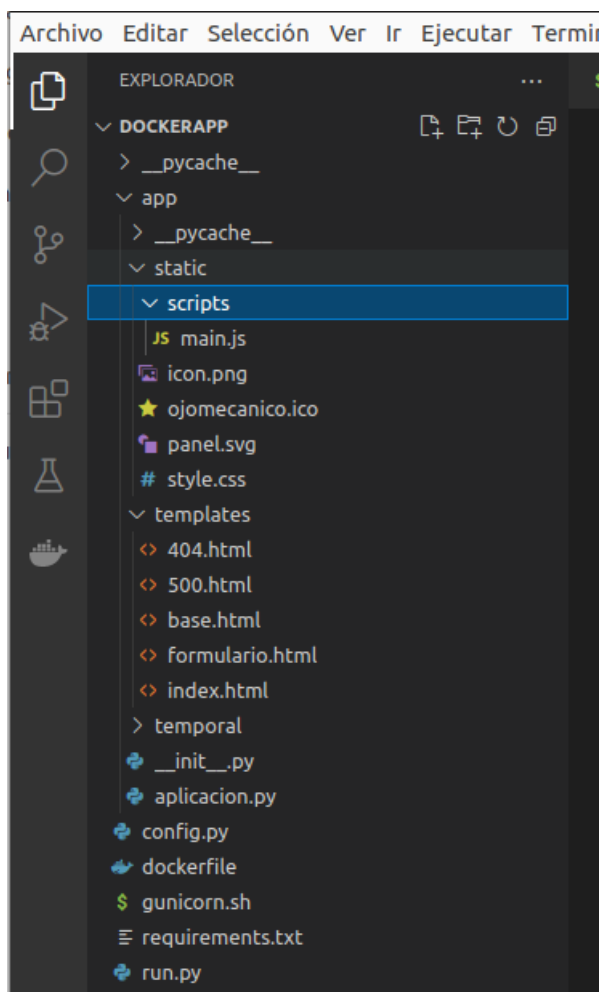 Archivo Editar Selección Ver Ir Ejecutar
EXPLORADOR
DOCKERAPP
__pycache__
app
__pycache__
static
scripts
JS main.js
icon.png
ojomecanico.ico
panel.svg
# style.css
templates
<> 404.html
<> 500.html
<> base.html
<> formulario.html
<> index.html
temporal
__init__.py
aplicacion.py
config.py
dockerfile
$ gunicorn.sh
requirements.txt
run.py